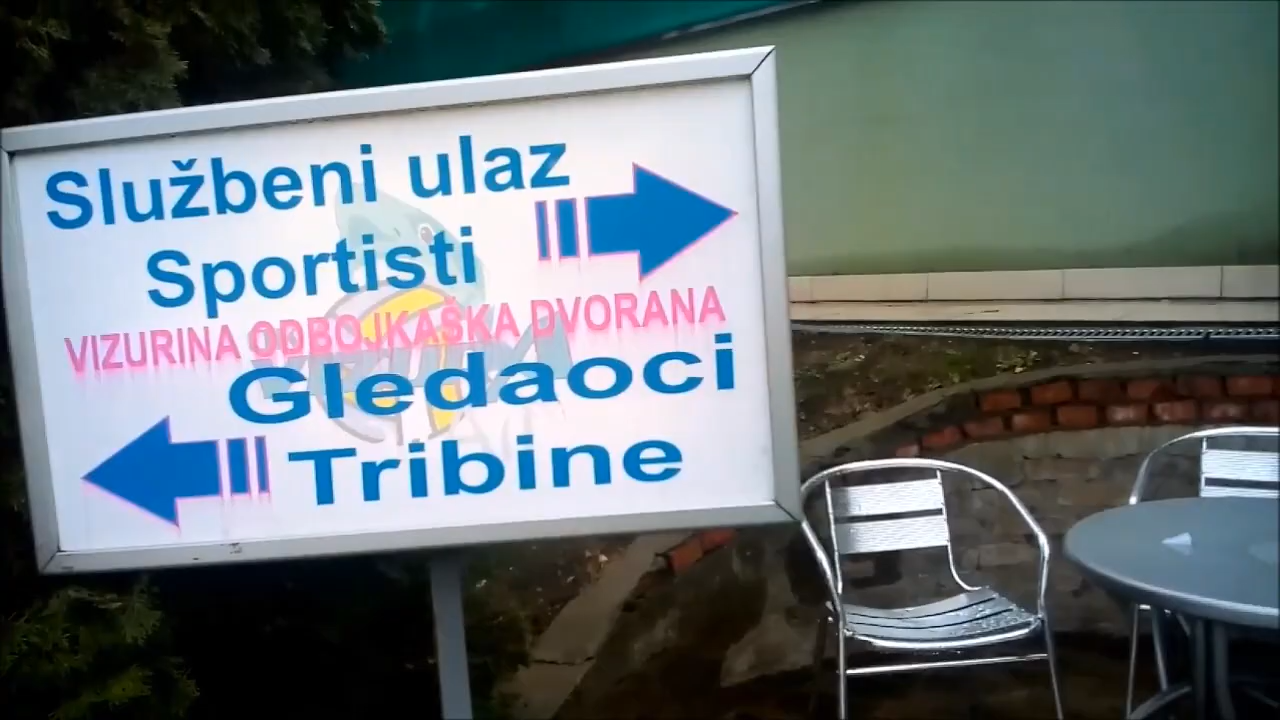 Službeni ulaz
Sportisti
VIZURINA ODBOJKAŠKA DVORANA
Gledaoci
Tribine